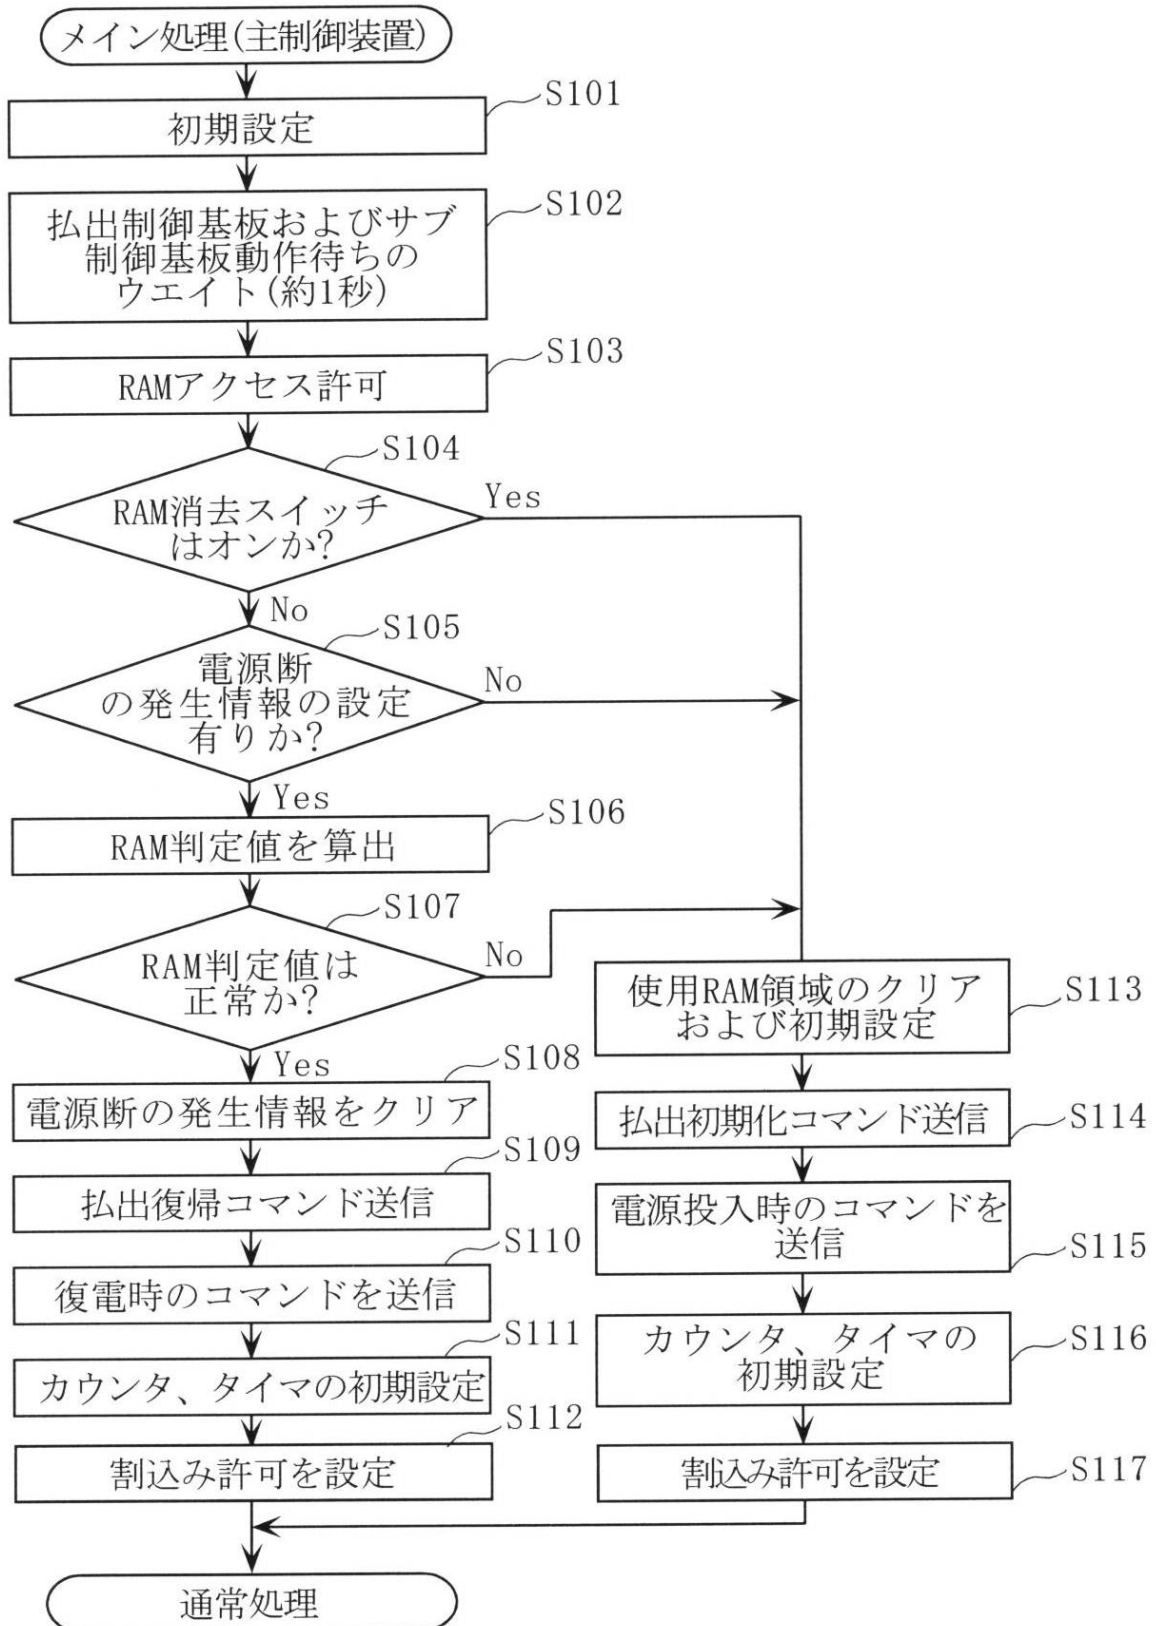 メイン処理(主制御装置)
S101
初期設定
S102
払出制御基板およびサブ
制御基板動作待ちの
ウエイト(約1秒)
S103
RAMアクセス許可
S104
RAM消去スイッチ
はオンか?
Yes
No
S105
電源断
の発生情報の設定
有りか?
No
Yes
S106
RAM判定値を算出
S107
RAM判定値は
正常か?
No
Yes
S108
電源断の発生情報をクリア
S109
払出復帰コマンド送信
S110
復電時のコマンドを送信
S111
カウンタ、タイマの初期設定
S112
割込み許可を設定
S113
使用RAM領域のクリア
および初期設定
S114
払出初期化コマンド送信
S115
電源投入時のコマンドを
送信
S116
カウンタ、タイマの
初期設定
S117
割込み許可を設定
通常処理